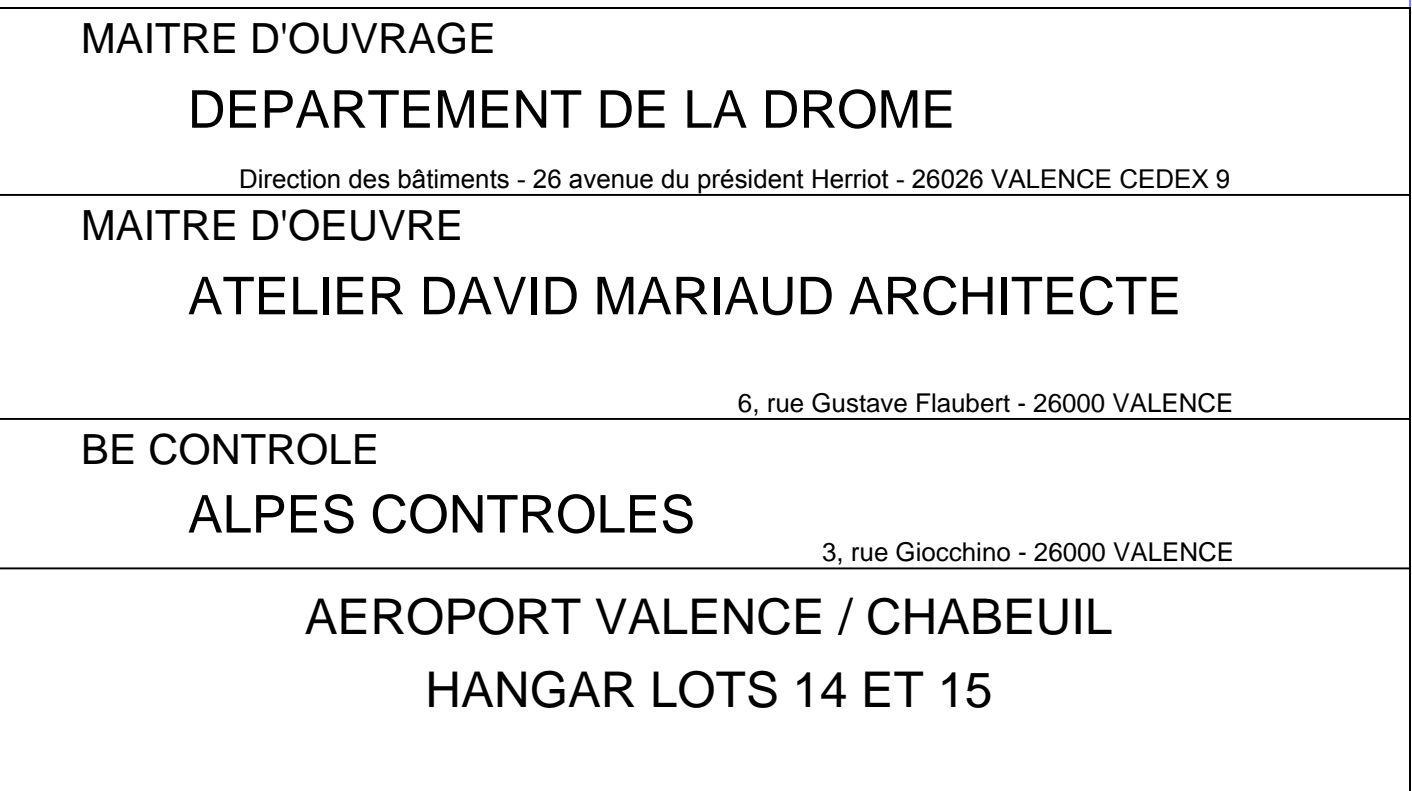 MAITRE D'OUVRAGE
DEPARTEMENT DE LA DROME
Direction des bâtiments - 26 avenue du président Herriot - 26026 VALENCE CEDEX 9
MAITRE D'OEUVRE
ATELIER DAVID MARIAUD ARCHITECTE
6, rue Gustave Flaubert - 26000 VALENCE
BE CONTROLE
ALPES CONTROLES
3, rue Giocchino - 26000 VALENCE
AEROPORT VALENCE / CHABEUIL
HANGAR LOTS 14 ET 15